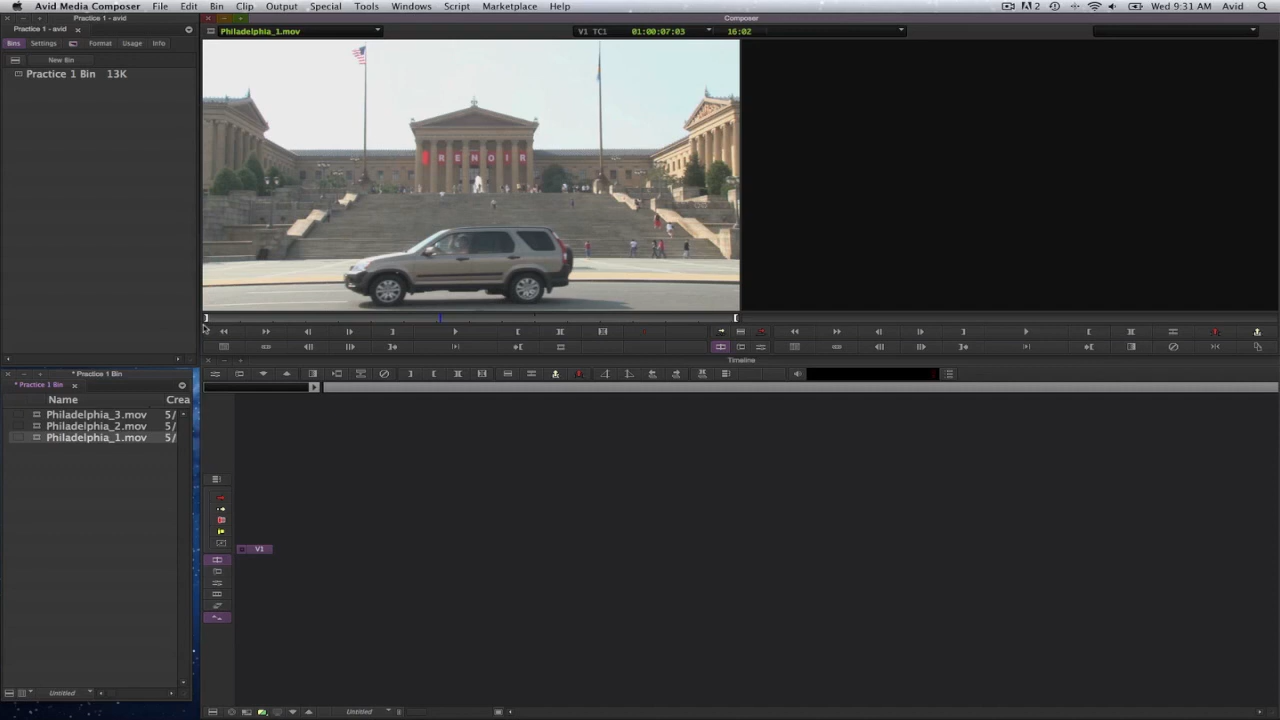 Avid Media Composer File Edit Bin Clip Output Special Tools Windows Script Marketplace Help 2 Wed 9:31 AM Avid
Practice 1 - avid
Composer
Practice 1 - avid
Philadelphia_1.mov V1 TC1 01:00:07:03 16:02
Bins Settings Format Usage Info
New Bin
Practice 1 Bin 13K
RENOIR
Timeline
* Practice 1 Bin
* Practice 1 Bin
Name Crea
Philadelphia_3.mov 5/
Philadelphia_2.mov 5/
Philadelphia_1.mov 5/
V1
Untitled
Untitled